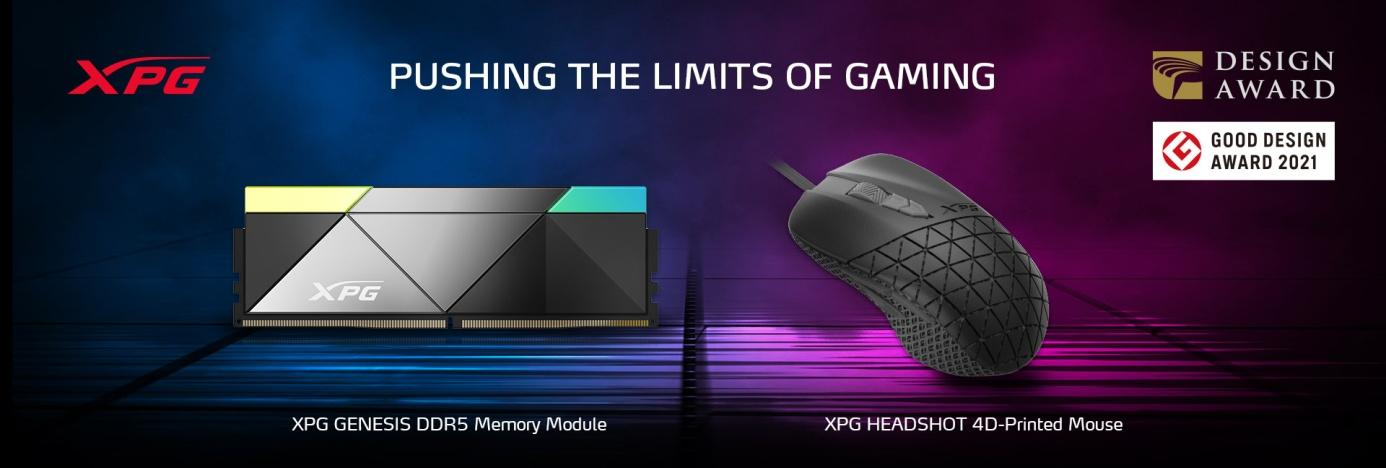 XPG
PUSHING THE LIMITS OF GAMING
DESIGN
AWARD
GOOD DESIGN
AWARD 2021
XPG
XPG
XPG GENESIS DDR5 Memory Module
XPG HEADSHOT 4D-Printed Mouse